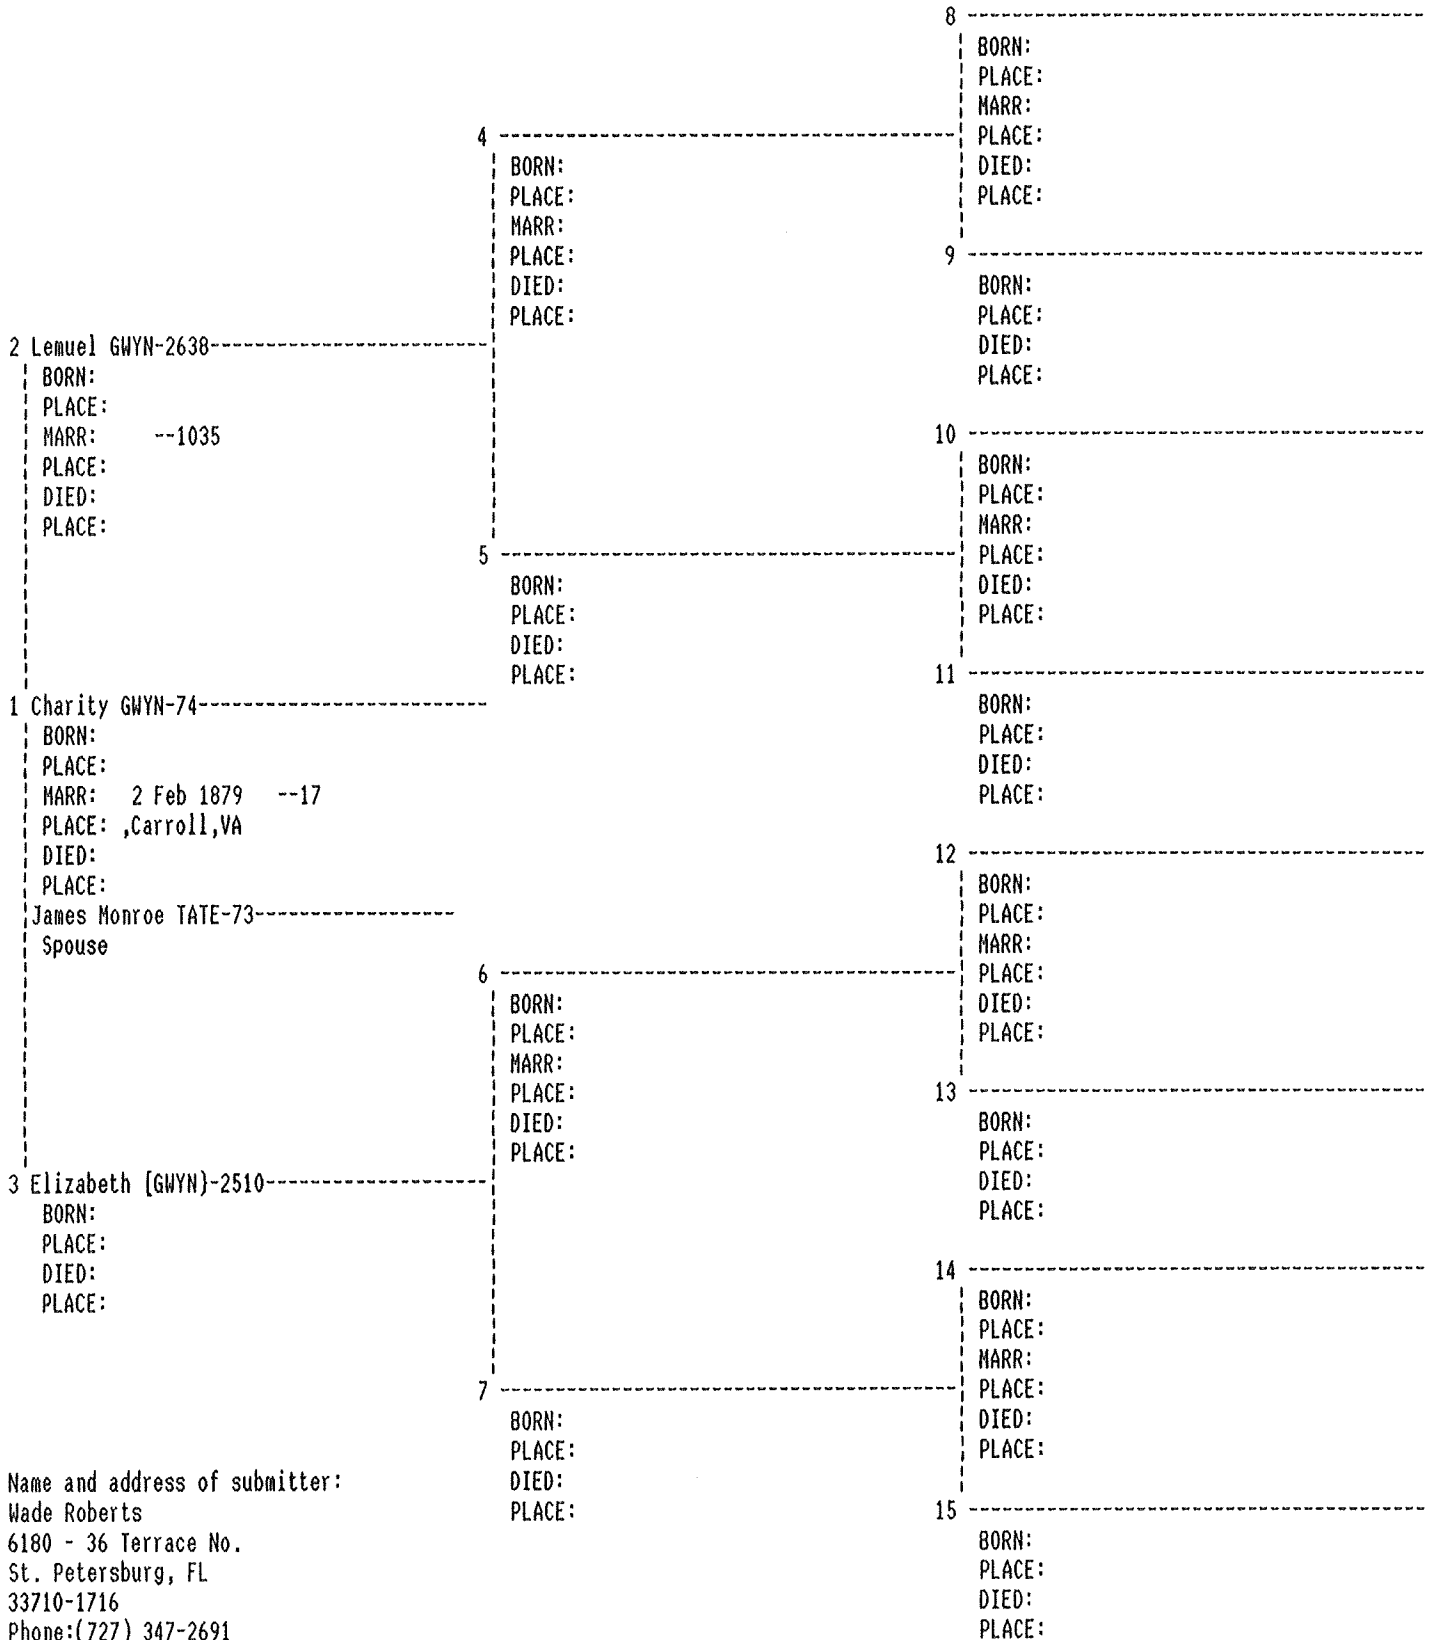 8
BORN:
PLACE:
MARR:
PLACE:
DIED:
PLACE:
4
BORN:
PLACE:
MARR:
PLACE:
DIED:
PLACE:
9
BORN:
PLACE:
DIED:
PLACE:
2 Lemuel GWYN-2638
BORN:
PLACE:
MARR: --1035
PLACE:
DIED:
PLACE:
10
BORN:
PLACE:
MARR:
PLACE:
DIED:
PLACE:
5
BORN:
PLACE:
DIED:
PLACE:
11
BORN:
PLACE:
DIED:
PLACE:
1 Charity GWYN-74
BORN:
PLACE:
MARR: 2 Feb 1879 --17
PLACE: ,Carroll,VA
DIED:
PLACE:
James Monroe TATE-73
Spouse
12
BORN:
PLACE:
MARR:
PLACE:
DIED:
PLACE:
6
BORN:
PLACE:
MARR:
PLACE:
DIED:
PLACE:
13
BORN:
PLACE:
DIED:
PLACE:
3 Elizabeth [GWYN}-2510
BORN:
PLACE:
DIED:
PLACE:
14
BORN:
PLACE:
MARR:
PLACE:
DIED:
PLACE:
7
BORN:
PLACE:
DIED:
PLACE:
15
BORN:
PLACE:
DIED:
PLACE:
Name and address of submitter:
Wade Roberts
6180 - 36 Terrace No.
St. Petersburg, FL
33710-1716
Phone:(727) 347-2691